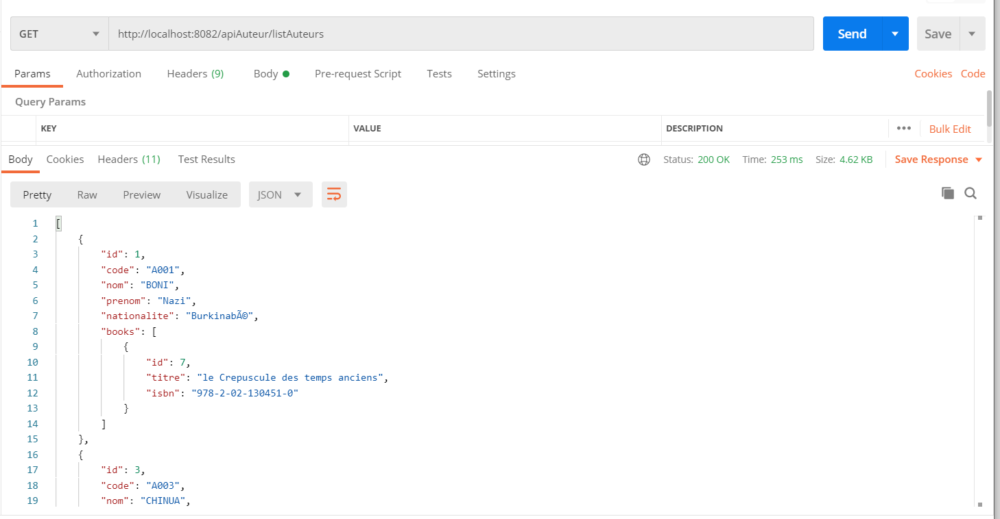 GET http://localhost:8082/apiAuteur/listAuteurs Send Save
Params Authorization Headers (9) Body Pre-request Script Tests Settings Cookies Code
Query Params
KEY VALUE DESCRIPTION ••• Bulk Edit
Body Cookies Headers (11) Test Results Status: 200 OK Time: 253 ms Size: 4.62 KB Save Response
Pretty Raw Preview Visualize JSON
1 [
2 {
3 "id": 1,
4 "code": "A001",
5 "nom": "BONI",
6 "prenom": "Nazi",
7 "nationalite": "BurkinabÃ©",
8 "books": [
9 {
10 "id": 7,
11 "titre": "le Crepuscule des temps anciens",
12 "isbn": "978-2-02-130451-0"
13 }
14 ]
15 },
16 {
17 "id": 3,
18 "code": "A003",
19 "nom": "CHINUA",